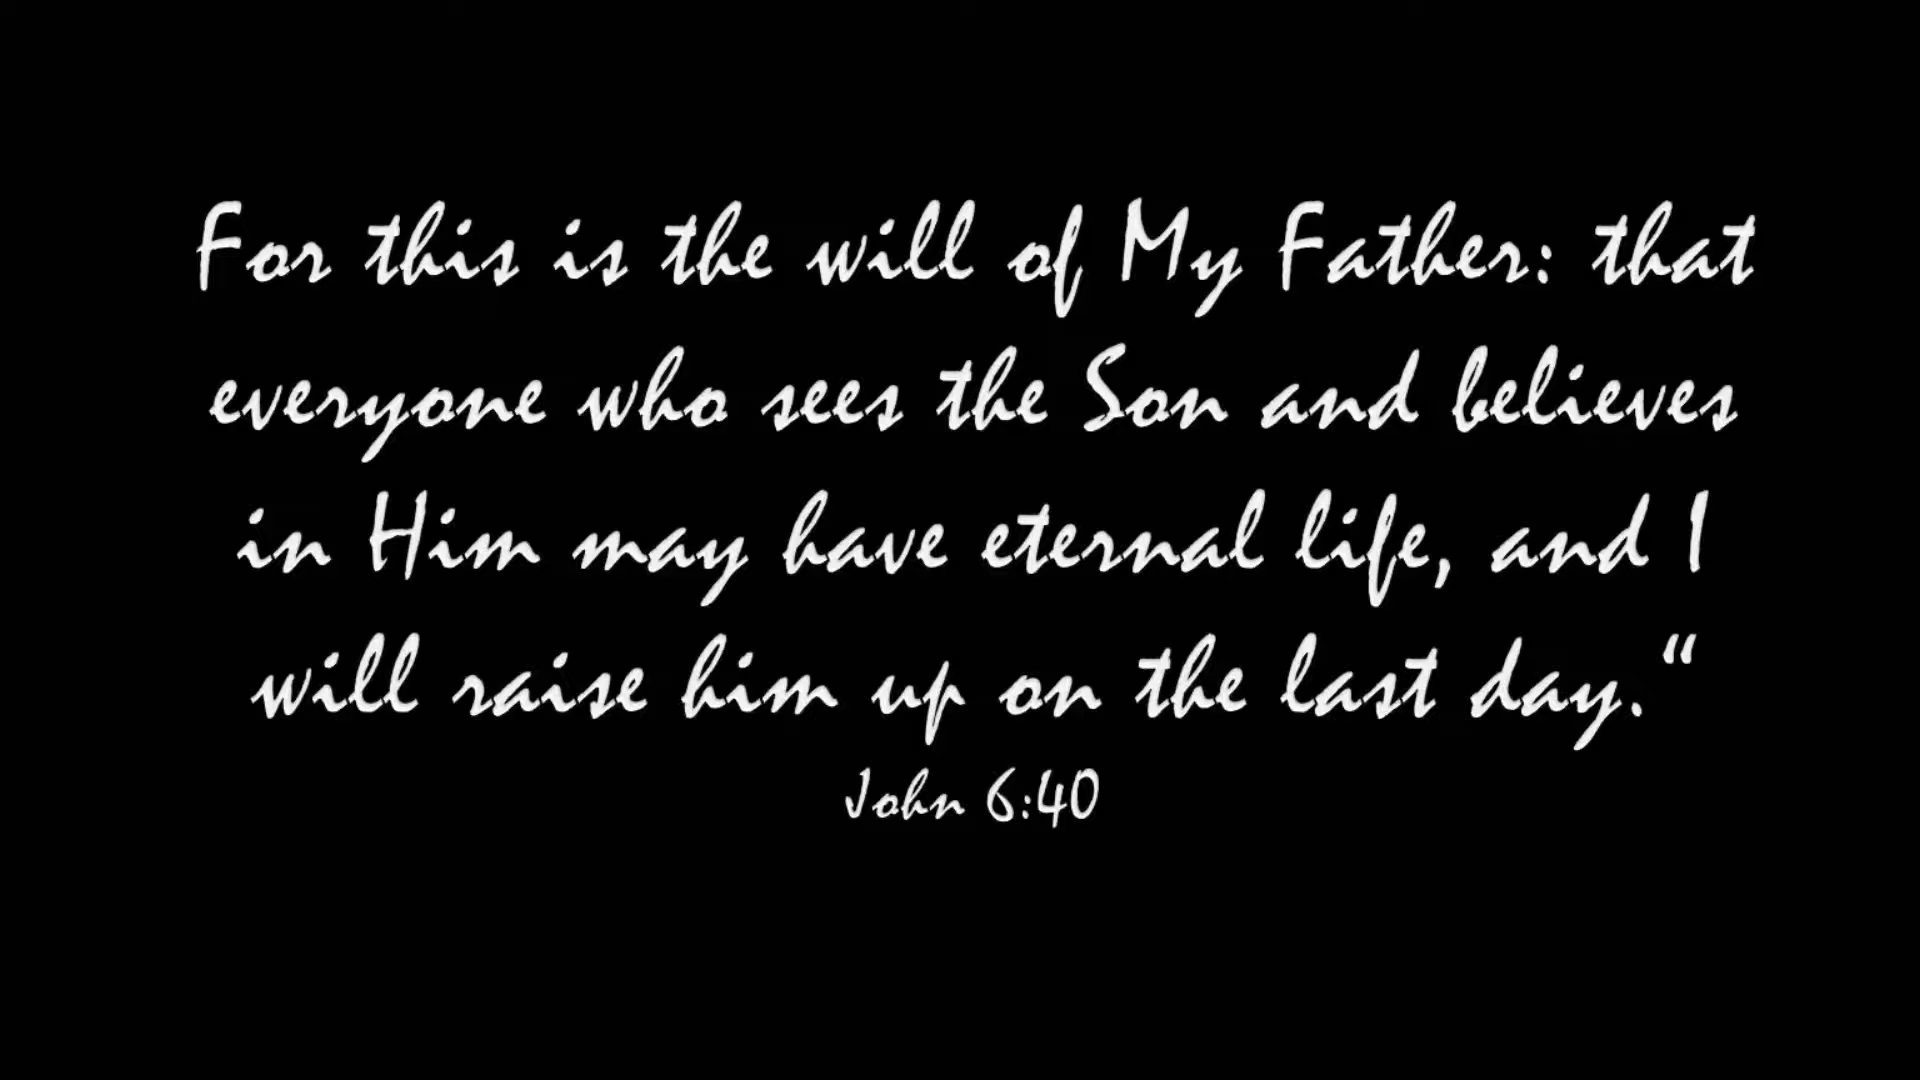 For this is the will of My Father: that
everyone who sees the Son and believes
in Him may have eternal life, and I
will raise him up on the last day.“
John 6:40